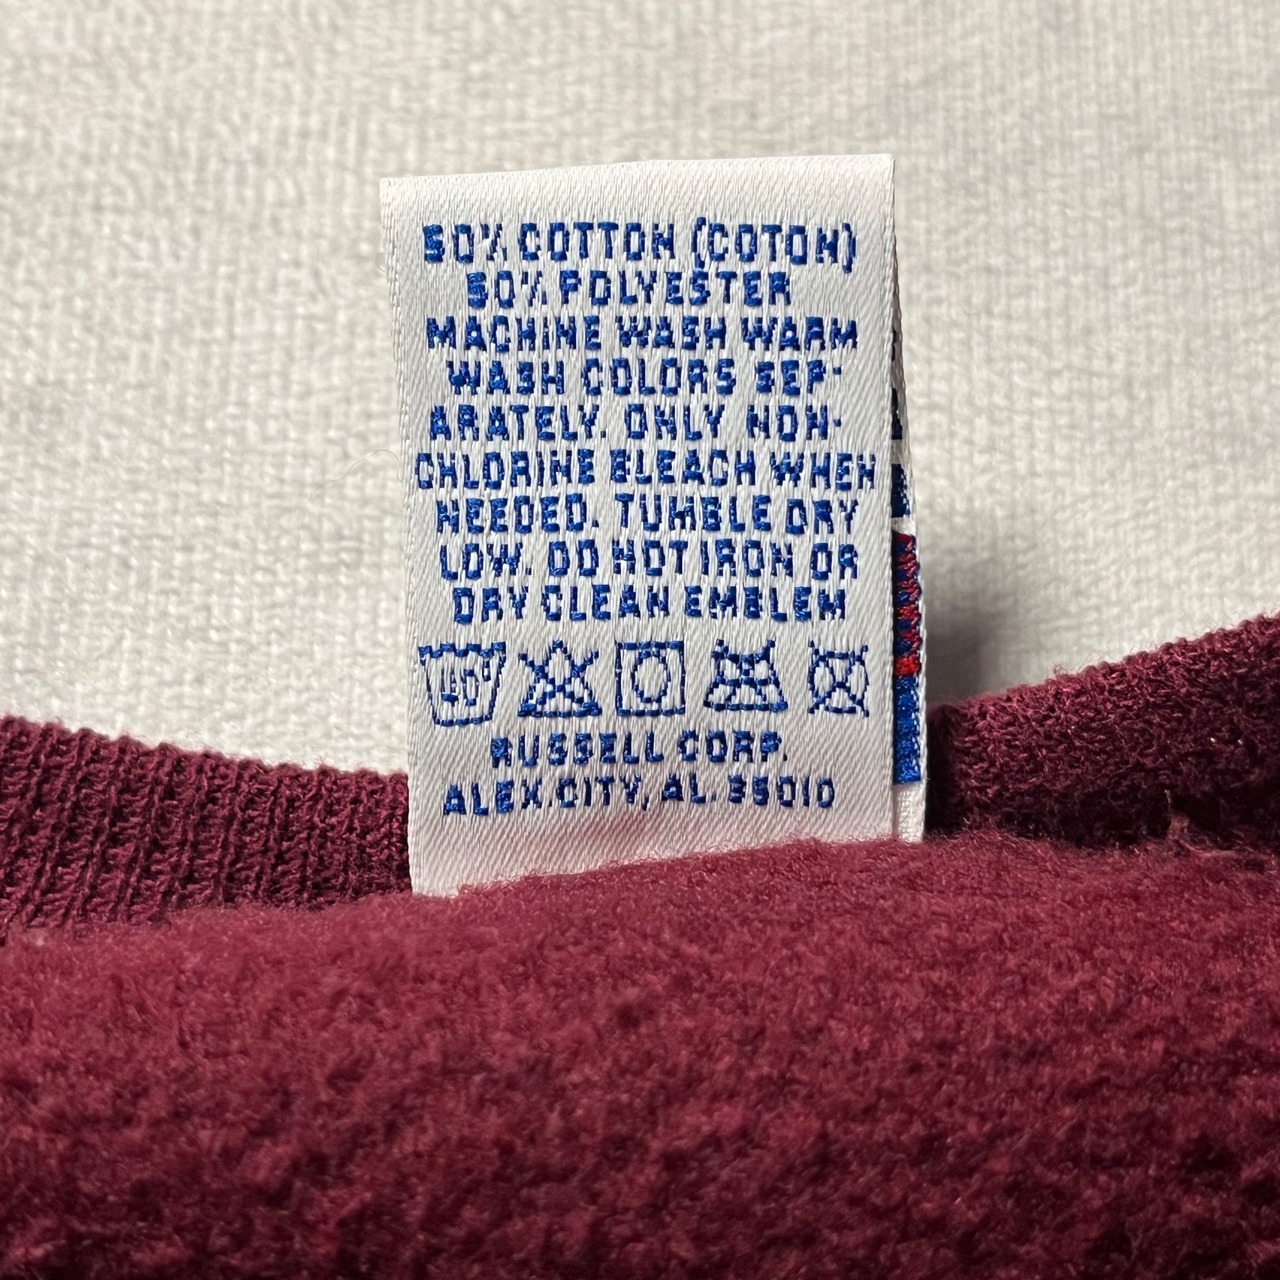 50% COTTON (COTON)
50% POLYESTER
MACHINE WASH WARM
WASH COLORS SEP-
ARATELY. ONLY NON-
CHLORINE BLEACH WHEN
NEEDED. TUMBLE DRY
LOW. DO NOT IRON OR
DRY CLEAN EMBLEM
40°
RUSSELL CORP.
ALEX.CITY, AL. 35010